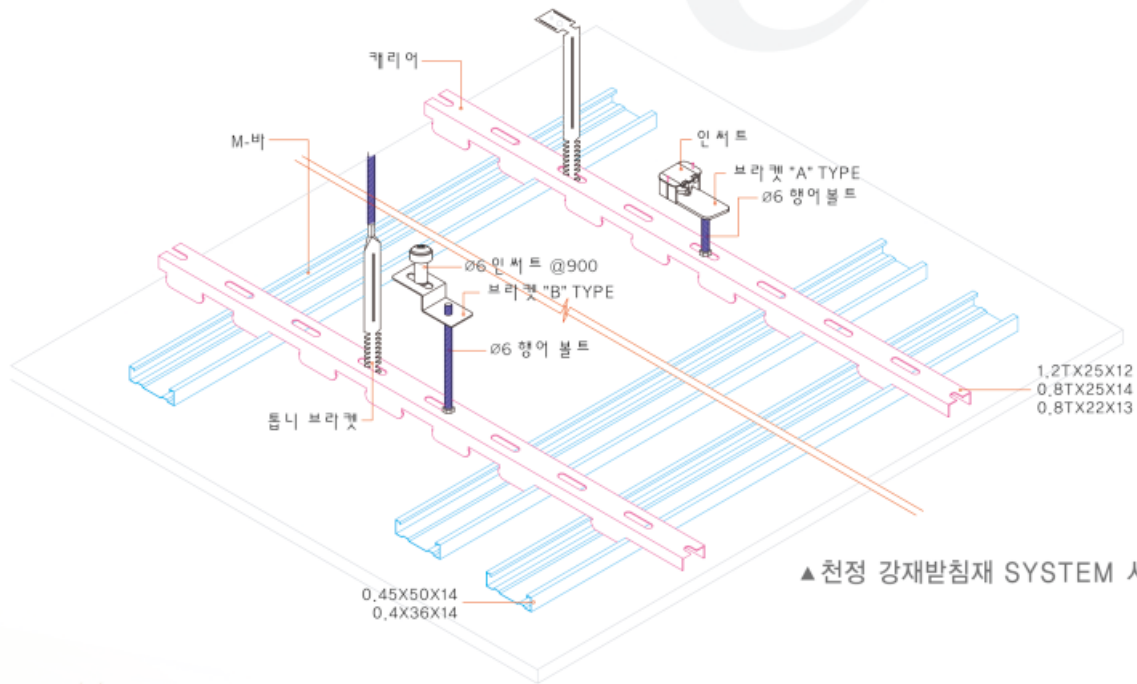 캐리어
M-바
인써트
브라켓 "A" TYPE
Ø6 행어 볼트
Ø6 인써트 @900
브라켓 "B" TYPE
Ø6 행어 볼트
톱니 브라켓
1.2TX25X12
0.8TX25X14
0.8TX22X13
▲천정 강재받침재 SYSTEM
0.45X50X14
0.4X36X14